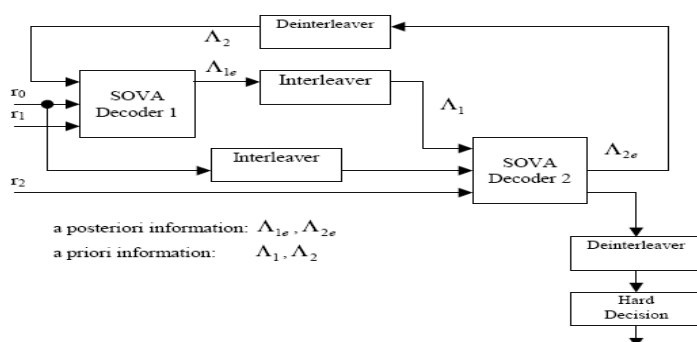 Deinterleaver
Λ2
Λ1e
Interleaver
SOVA
Decoder 1
r0
r1
Λ1
Interleaver
SOVA
Decoder 2
Λ2e
r2
a posteriori information: Λ1e , Λ2e
a priori information: Λ1 , Λ2
Deinterleaver
Hard
Decision